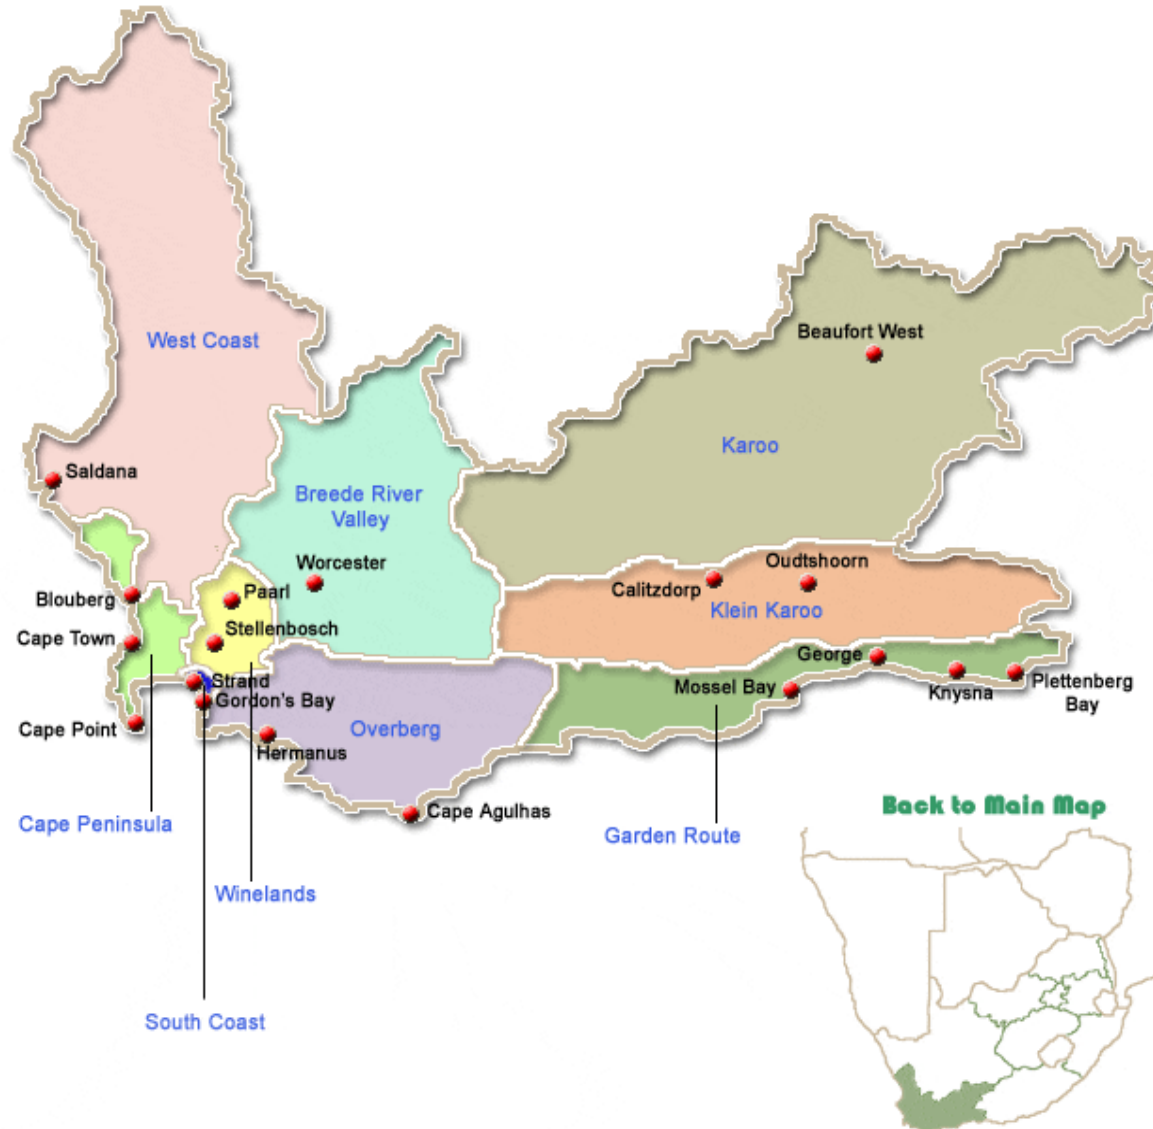 West Coast
Beaufort West
Karoo
Saldana
Breede River
Valley
Worcester
Oudtshoorn
Calitzdorp
Klein Karoo
Blouberg
Paarl
Cape Town
Stellenbosch
George
Strand
Mossel Bay
Knysna
Plettenberg
Bay
Gordon's Bay
Cape Point
Overberg
Hermanus
Cape Agulhas
Cape Peninsula
Garden Route
Back to Main Map
Winelands
South Coast